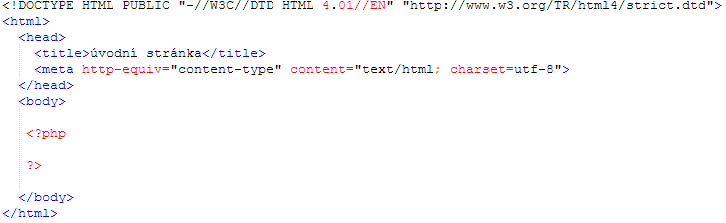 <!DOCTYPE HTML PUBLIC "-//W3C//DTD HTML 4.01//EN" "http://www.w3.org/TR/html4/strict.dtd">
<html>
<head>
<title>úvodní stránka</title>
<meta http-equiv="content-type" content="text/html; charset=utf-8">
</head>
<body>
<?php
?>
</body>
</html>